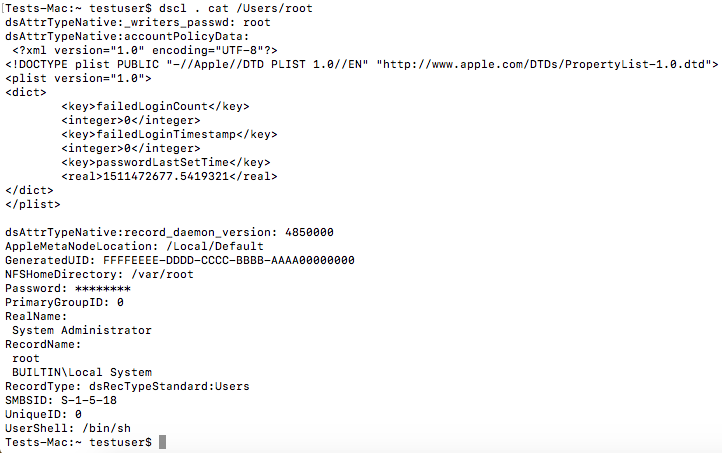 Tests-Mac:~ testuser$ dscl . cat /Users/root
dsAttrTypeNative:_writers_passwd: root
dsAttrTypeNative:accountPolicyData:
 <?xml version="1.0" encoding="UTF-8"?>
<!DOCTYPE plist PUBLIC "-//Apple//DTD PLIST 1.0//EN" "http://www.apple.com/DTDs/PropertyList-1.0.dtd">
<plist version="1.0">
<dict>
        <key>failedLoginCount</key>
        <integer>0</integer>
        <key>failedLoginTimestamp</key>
        <integer>0</integer>
        <key>passwordLastSetTime</key>
        <real>1511472677.5419321</real>
</dict>
</plist>

dsAttrTypeNative:record_daemon_version: 4850000
AppleMetaNodeLocation: /Local/Default
GeneratedUID: FFFFEEEE-DDDD-CCCC-BBBB-AAAA00000000
NFSHomeDirectory: /var/root
Password: ********
PrimaryGroupID: 0
RealName:
 System Administrator
RecordName:
 root
 BUILTIN\Local System
RecordType: dsRecTypeStandard:Users
SMBSID: S-1-5-18
UniqueID: 0
UserShell: /bin/sh
Tests-Mac:~ testuser$